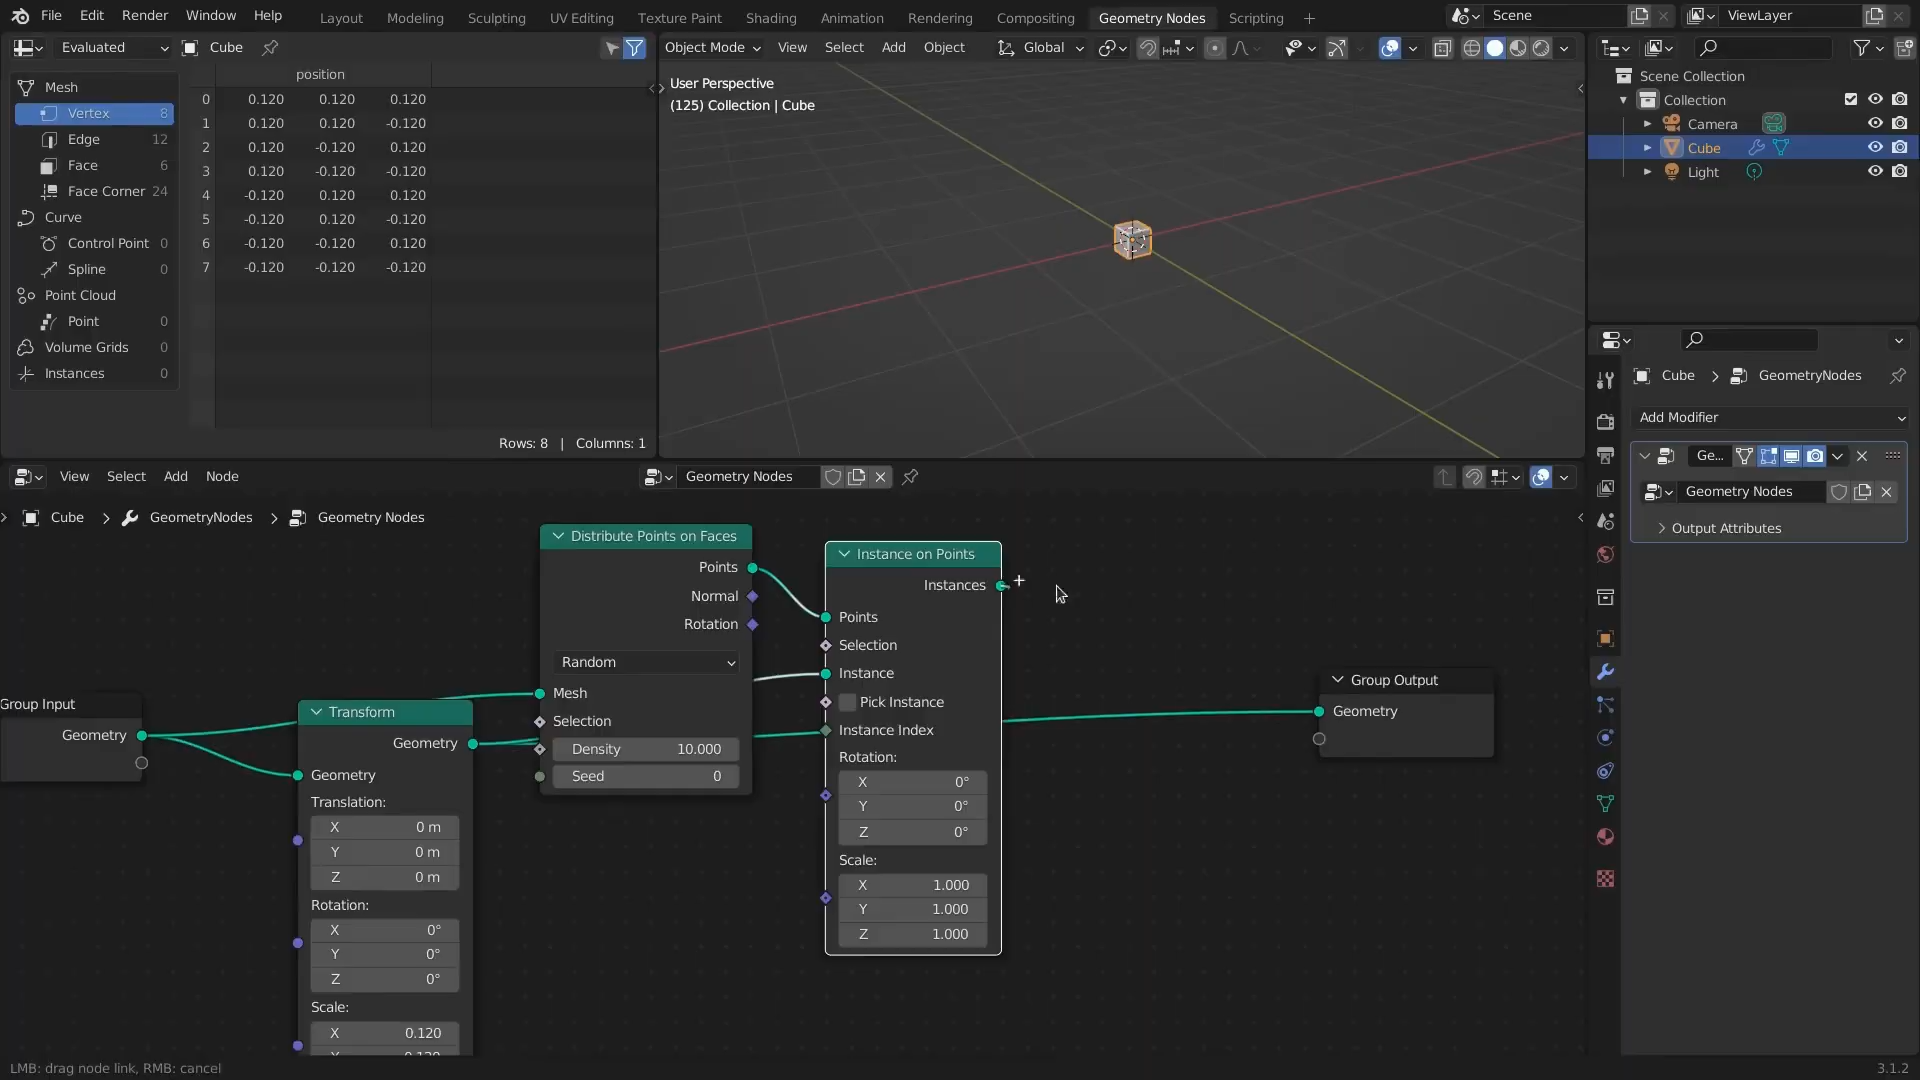 File Edit Render Window Help Layout Modeling Sculpting UV Editing Texture Paint Shading Animation Rendering Compositing Geometry Nodes Scripting Scene ViewLayer
Evaluated Cube
Object Mode View Select Add Object Global
position
Mesh
Vertex 8
Edge 12
Face 6
Face Corner 24
Curve
Control Point 0
Spline 0
Point Cloud
Point 0
Volume Grids 0
Instances 0
0 0.120 0.120 0.120
1 0.120 0.120 -0.120
2 0.120 -0.120 0.120
3 0.120 -0.120 -0.120
4 -0.120 0.120 0.120
5 -0.120 0.120 -0.120
6 -0.120 -0.120 0.120
7 -0.120 -0.120 -0.120
Rows: 8 | Columns: 1
User Perspective
(125) Collection | Cube
Scene Collection
Collection
Camera
Cube
Light
Cube GeometryNodes
Add Modifier
Ge...
Geometry Nodes
Output Attributes
View Select Add Node Geometry Nodes
Cube GeometryNodes Geometry Nodes
Group Input
Geometry
Transform
Geometry
Geometry
Translation:
X 0 m
Y 0 m
Z 0 m
Rotation:
X 0°
Y 0°
Z 0°
Scale:
X 0.120
Distribute Points on Faces
Points
Normal
Rotation
Random
Mesh
Selection
Density 10.000
Seed 0
Instance on Points
Instances
Points
Selection
Instance
Pick Instance
Instance Index
Rotation:
X 0°
Y 0°
Z 0°
Scale:
X 1.000
Y 1.000
Z 1.000
Group Output
Geometry
LMB: drag node link, RMB: cancel
3.1.2